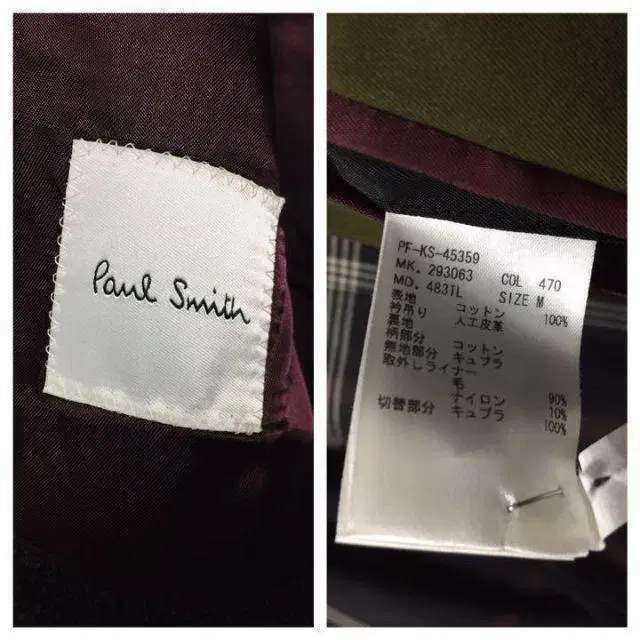 Paul Smith
PF-KS-45359
MK. 293063 COL 470
MD. 483TL SIZE M
表地 コットン 100%
衿吊り 人工皮革
裏地
柄部分 コットン
無地部分 キュプラ
取外しライナー
毛 90%
ナイロン 10%
切替部分 キュプラ 100%